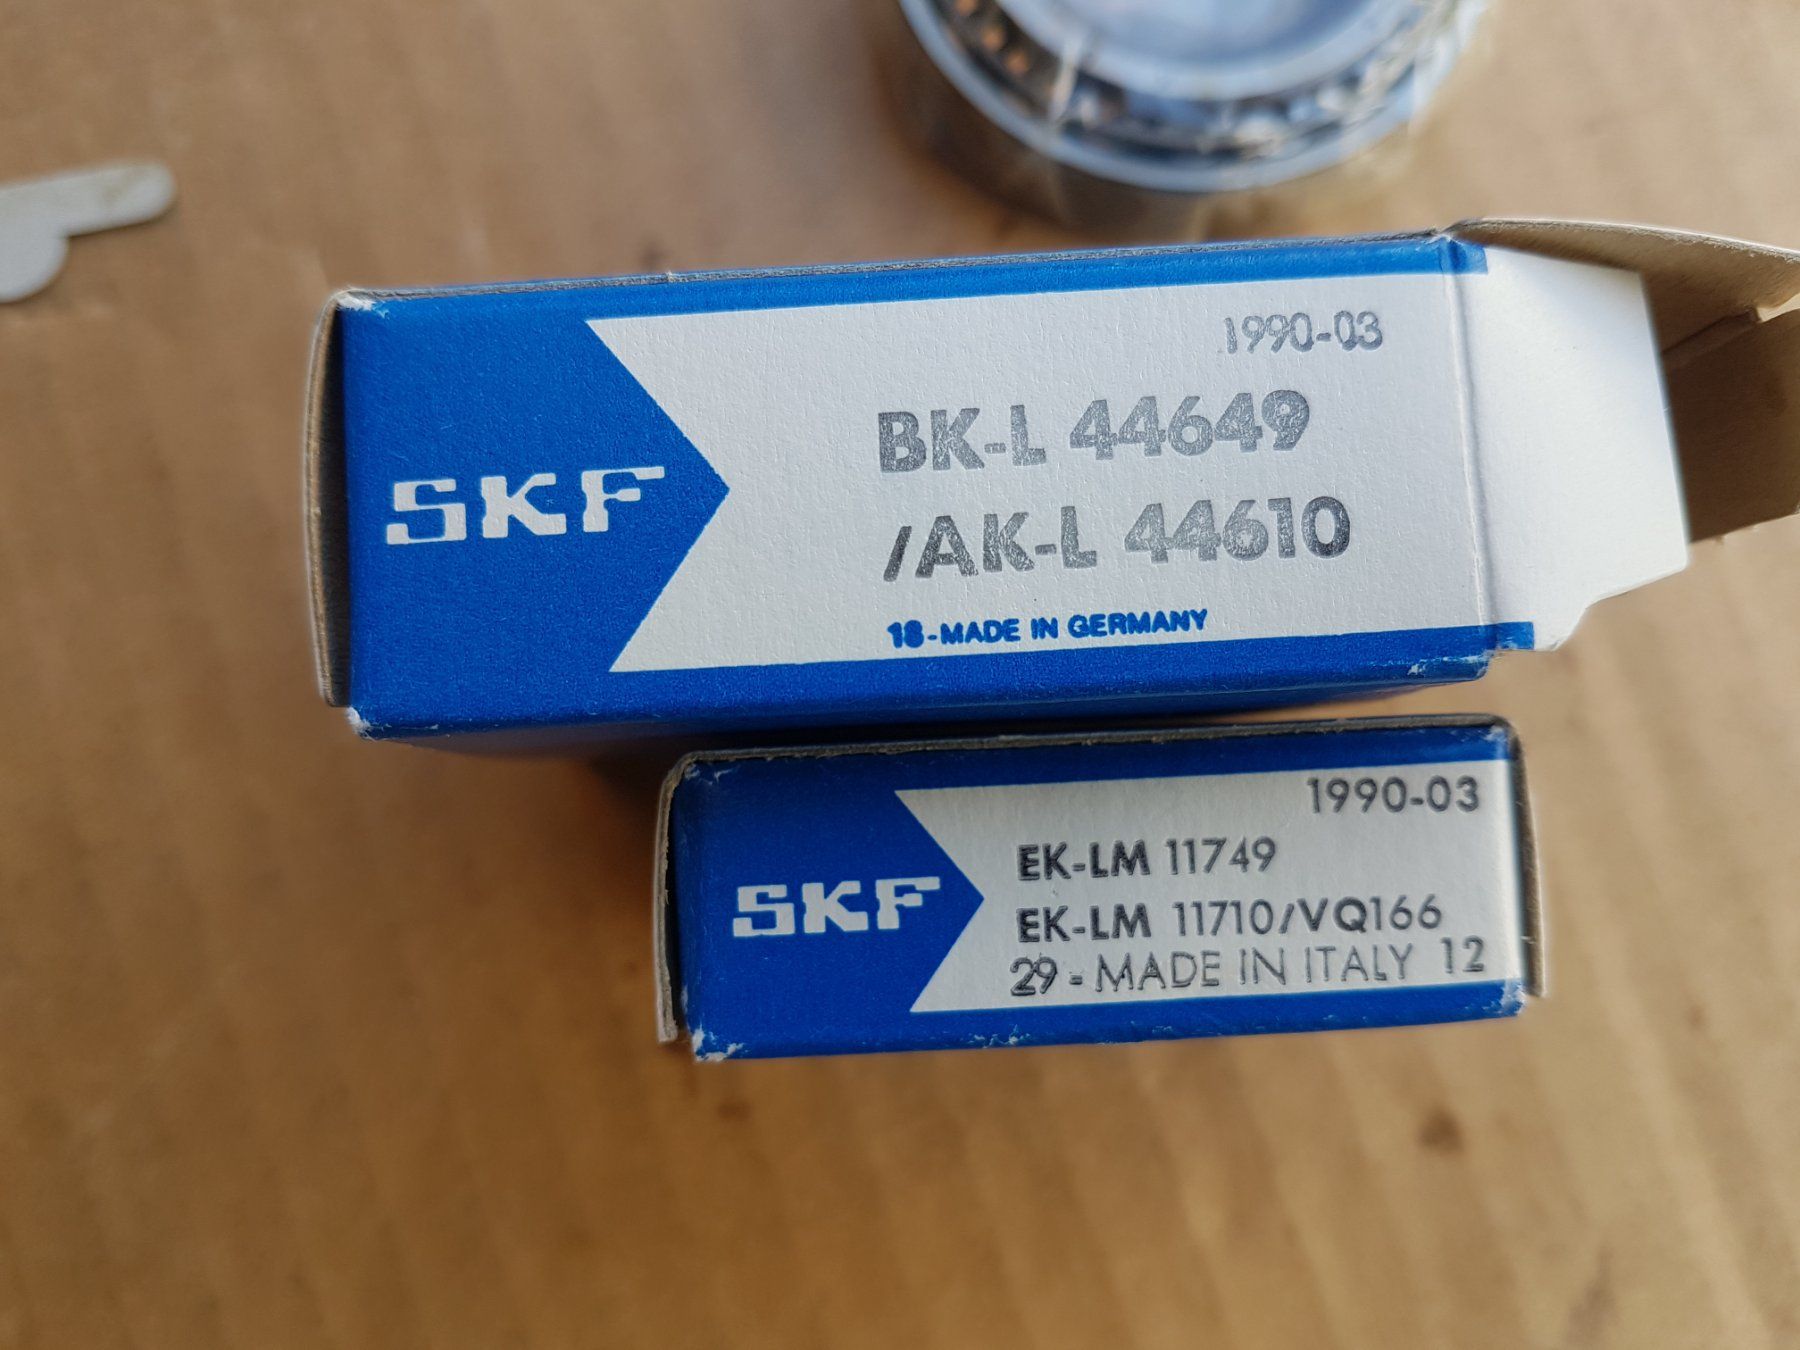 SKF
1990-03
BK-L 44649
/AK-L 44610
18-MADE IN GERMANY
SKF
1990-03
EK-LM 11749
EK-LM 11710/VQ166
29 - MADE IN ITALY 12